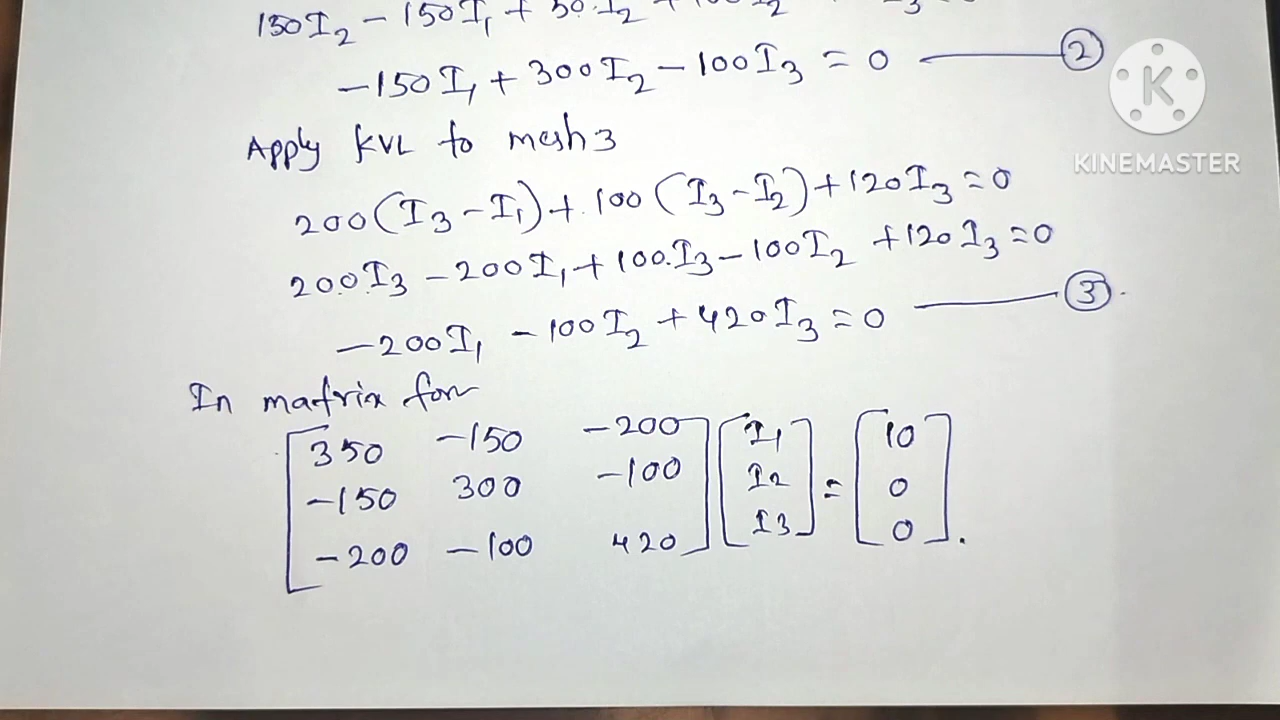 150I₂ - 150I₁ + 50I₂
-150I₁ + 300I₂ - 100I₃ = 0 ——— ②
K
KINEMASTER
Apply KVL to mesh 3
200(I₃ - I₁) + 100(I₃ - I₂) + 120I₃ = 0
200I₃ - 200I₁ + 100I₃ - 100I₂ + 120I₃ = 0
-200I₁ - 100I₂ + 420I₃ = 0 ——— ③
In matrix form
[350 -150 -200] [I₁] = [10]
[-150 300 -100] [I₂] = [0]
[-200 -100 420] [I₃] = [0].